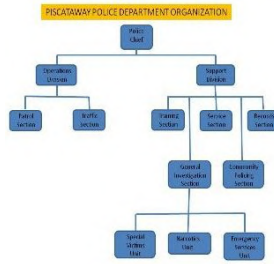 PISCATAWAY POLICE DEPARTMENT ORGANIZATION
Police
Chief
Operations
Division
Support
Division
Patrol
Section
Traffic
Section
Training
Section
Service
Section
Records
Section
General
Investigation
Section
Community
Policing
Section
Special
Victims
Unit
Narcotics
Unit
Emergency
Services
Unit